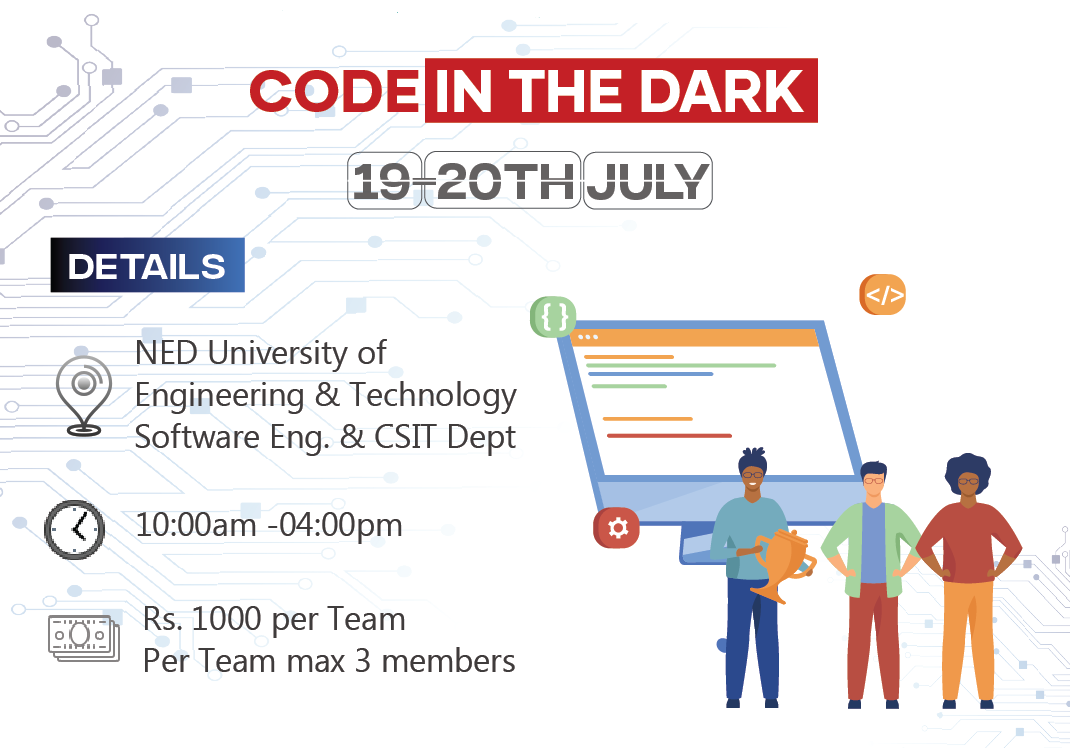 CODE IN THE DARK
19-20TH JULY
DETAILS
NED University of
Engineering & Technology
Software Eng. & CSIT Dept
10:00am -04:00pm
Rs. 1000 per Team
Per Team max 3 members
{ }
</>